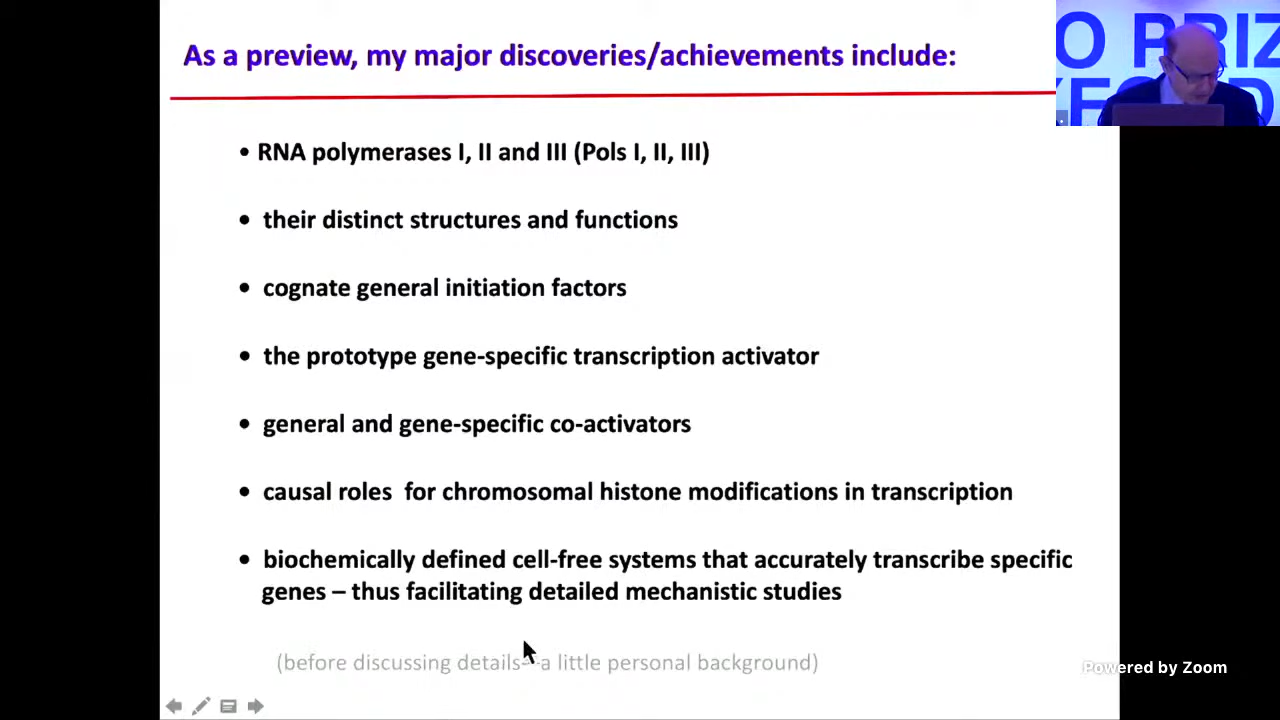 As a preview, my major discoveries/achievements include:
• RNA polymerases I, II and III (Pols I, II, III)
• their distinct structures and functions
• cognate general initiation factors
• the prototype gene-specific transcription activator
• general and gene-specific co-activators
• causal roles for chromosomal histone modifications in transcription
• biochemically defined cell-free systems that accurately transcribe specific
genes – thus facilitating detailed mechanistic studies
(before discussing details– a little personal background)
Powered by Zoom